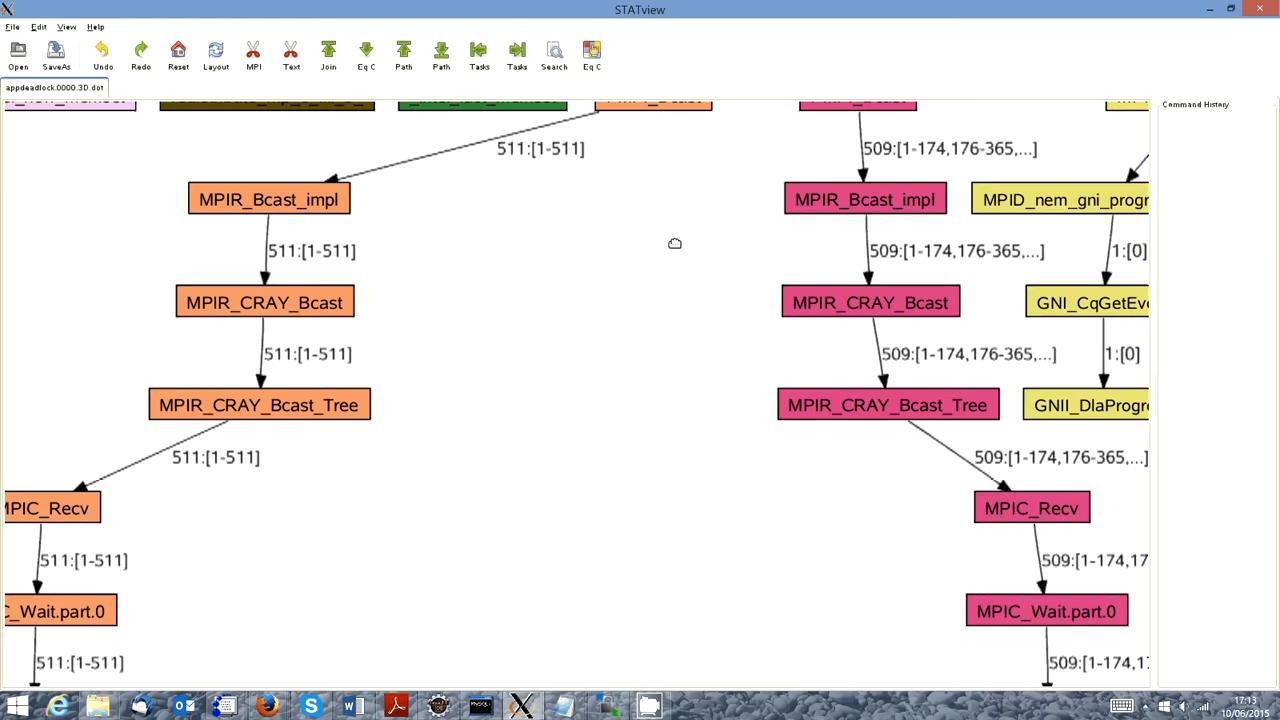 STATview
File Edit View Help
Open SaveAs Undo Redo Reset Layout MPI Text Join Eq C Path Path Tasks Tasks Search Eq C
appdeadlock.0000.3D.dot
Command History
511:[1-511] 509:[1-174,176-365,...]
MPIR_Bcast_impl MPIR_Bcast_impl MPID_nem_gni_progr
511:[1-511] 509:[1-174,176-365,...] 1:[0]
MPIR_CRAY_Bcast MPIR_CRAY_Bcast GNI_CqGetEve
511:[1-511] 509:[1-174,176-365,...] 1:[0]
MPIR_CRAY_Bcast_Tree MPIR_CRAY_Bcast_Tree GNII_DlaProgre
511:[1-511] 509:[1-174,176-365,...]
MPIC_Recv MPIC_Recv
511:[1-511] 509:[1-174,17
C_Wait.part.0 MPIC_Wait.part.0
511:[1-511] 509:[1-174,17
17:13
10/06/2015